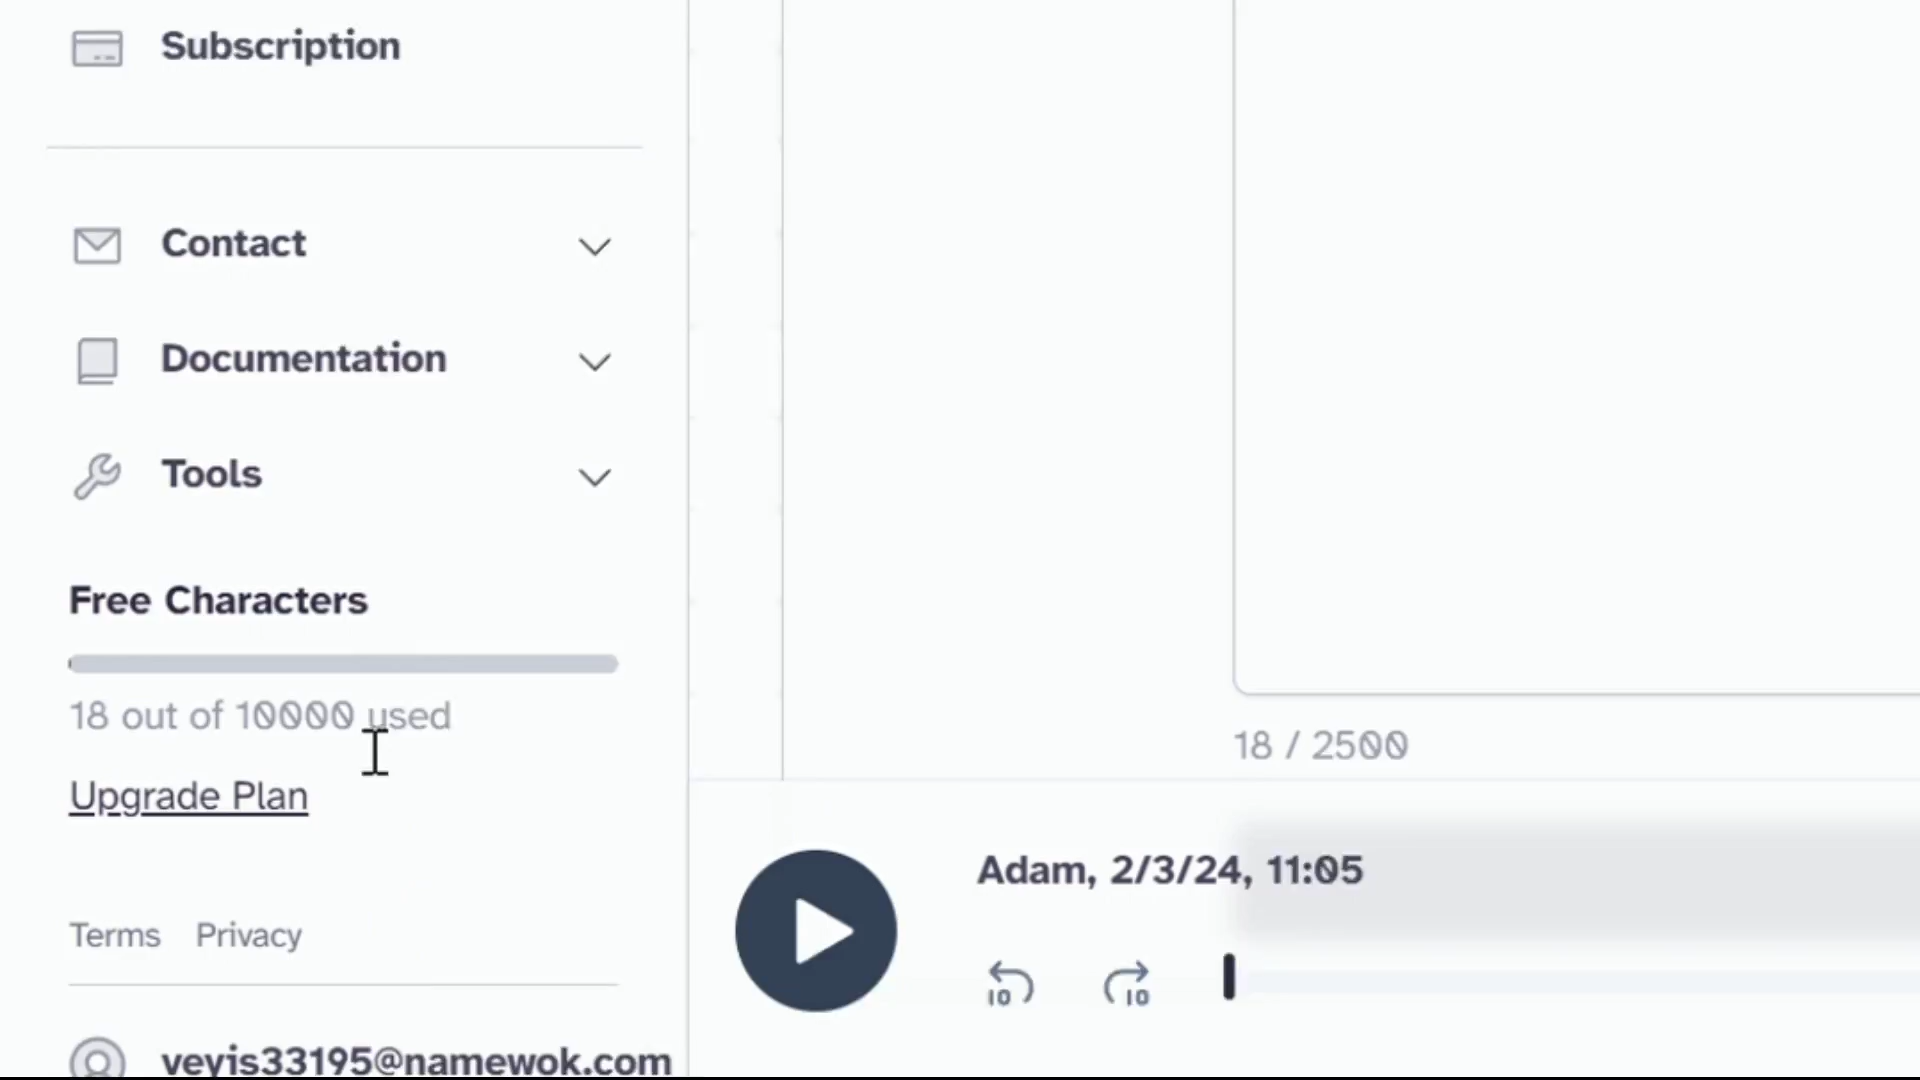 Subscription
Contact
Documentation
Tools
Free Characters
18 out of 10000 used
Upgrade Plan
Terms Privacy
veyis33195@namewok.com
18 / 2500
Adam, 2/3/24, 11:05
10 10